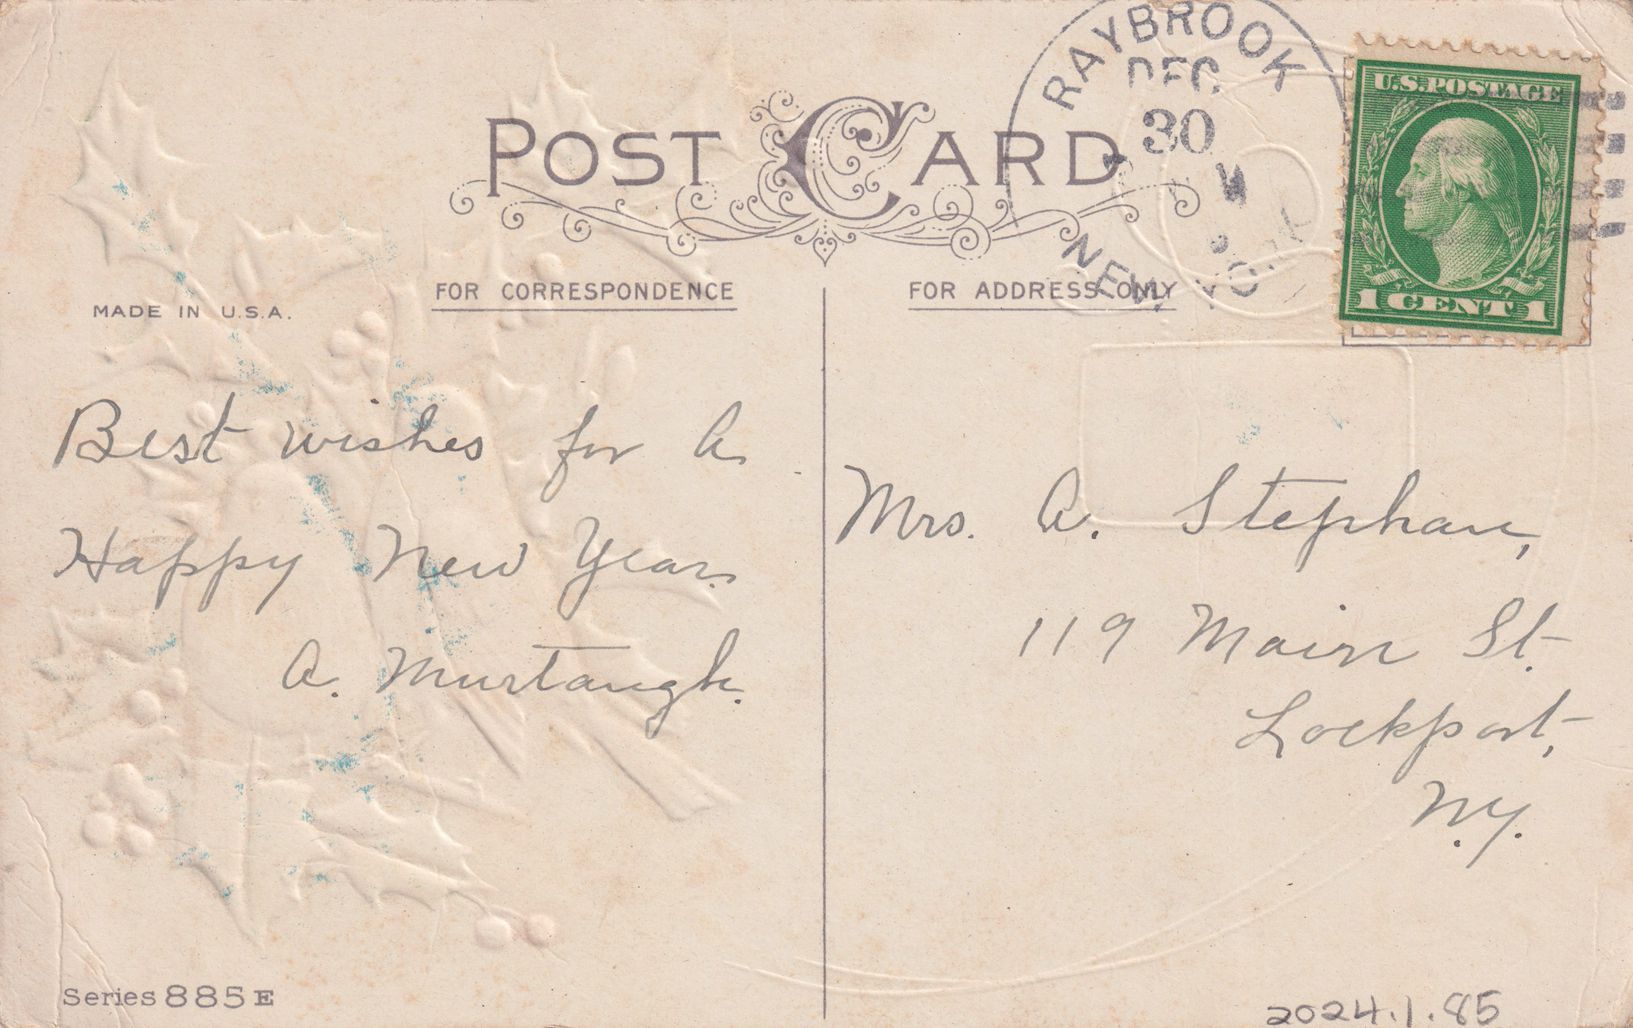 POST CARD
RAYBROOK
DEC
30
NEW YORK
U.S. POSTAGE
1 CENT 1
MADE IN U.S.A.
FOR CORRESPONDENCE
FOR ADDRESS ONLY
Best wishes for a
Happy New Year.
A. Murtaugh.
Mrs. A. Stephan,
119 Main St.
Lockport,
N.Y.
Series 885 E
2024.1.85